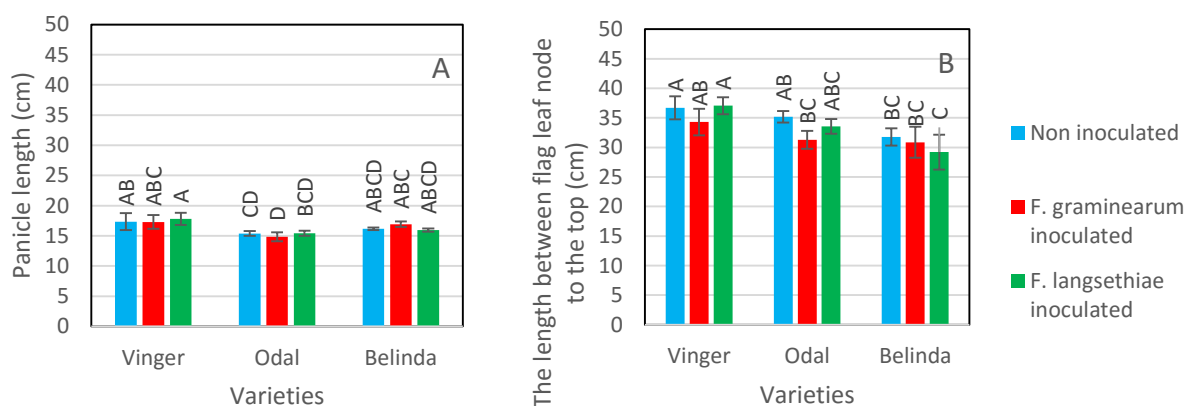 Panicle length (cm)
50
45
40
35
30
25
20
15
10
5
0
A
AB
ABC
A
CD
D
BCD
ABCD
ABC
ABCD
Vinger
Odal
Belinda
Varieties
The length between flag leaf node
to the top (cm)
50
45
40
35
30
25
20
15
10
5
0
B
A
AB
A
AB
BC
ABC
BC
BC
C
Vinger
Odal
Belinda
Varieties
Non inoculated
F. graminearum
inoculated
F. langsethiae
inoculated